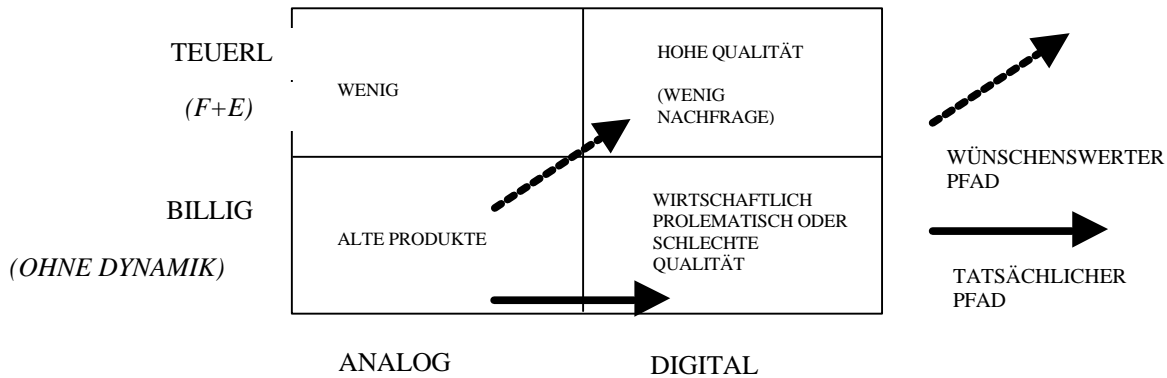 TEUERL
(F+E)
WENIG
HOHE QUALITÄT
(WENIG
NACHFRAGE)
BILLIG
(OHNE DYNAMIK)
ALTE PRODUKTE
WIRTSCHAFTLICH
PROLEMATISCH ODER
SCHLECHTE
QUALITÄT
ANALOG
DIGITAL
WÜNSCHENSWERTER
PFAD
TATSÄCHLICHER
PFAD